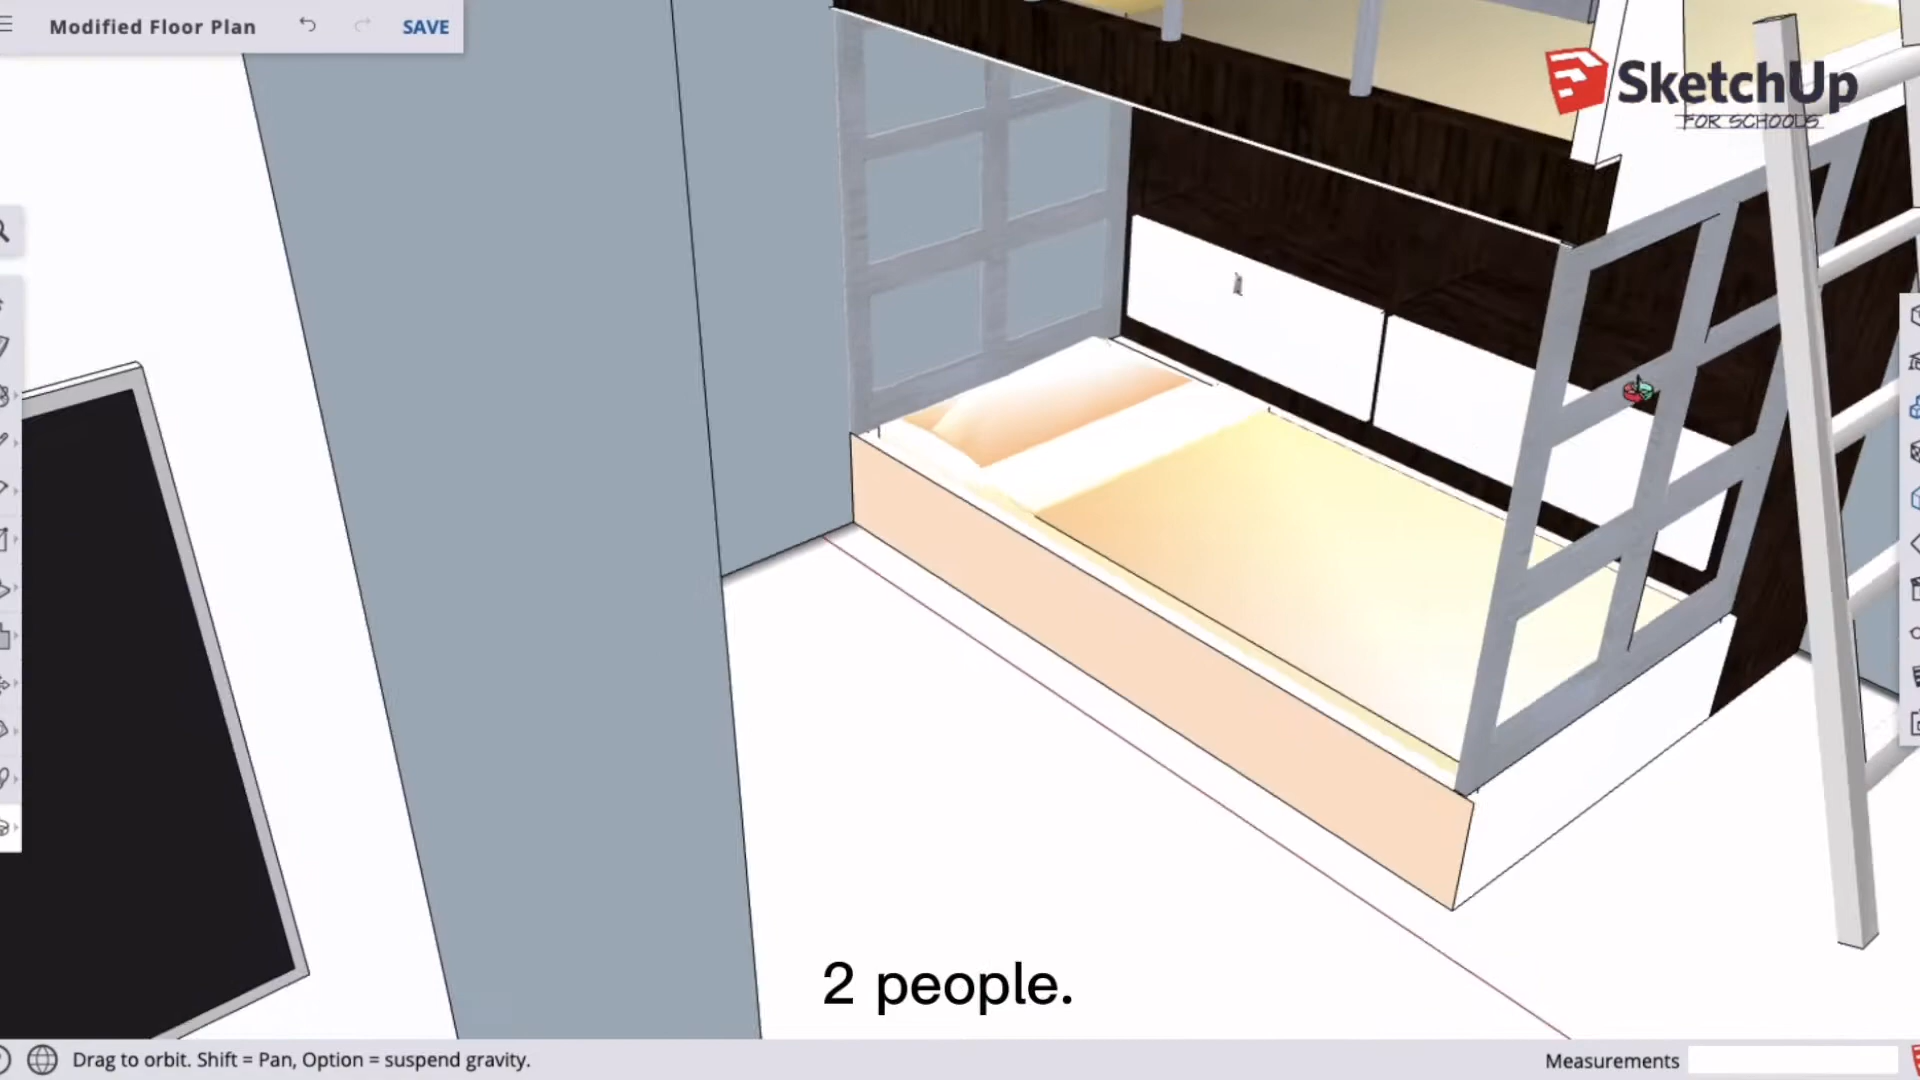 Modified Floor Plan
SAVE
SketchUp
FOR SCHOOLS
2 people.
Drag to orbit. Shift = Pan, Option = suspend gravity.
Measurements